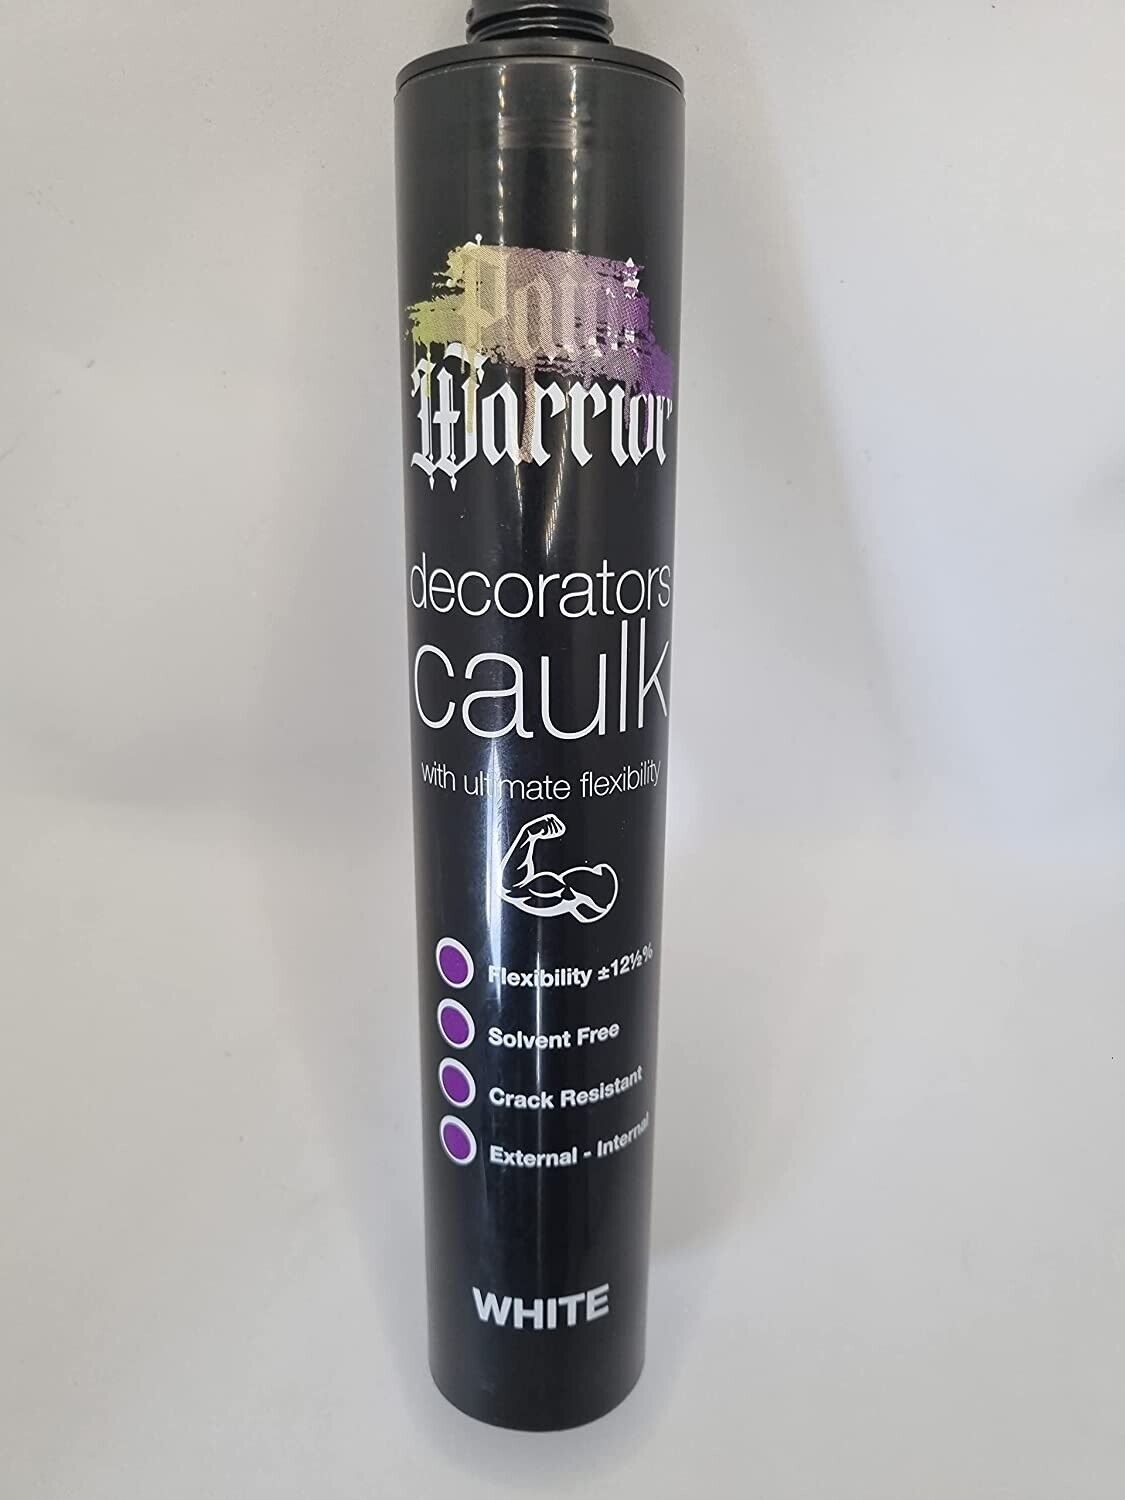 Paint
Warrior
decorators
caulk
with ultimate flexibility
Flexibility ±12½%
Solvent Free
Crack Resistant
External - Internal
WHITE